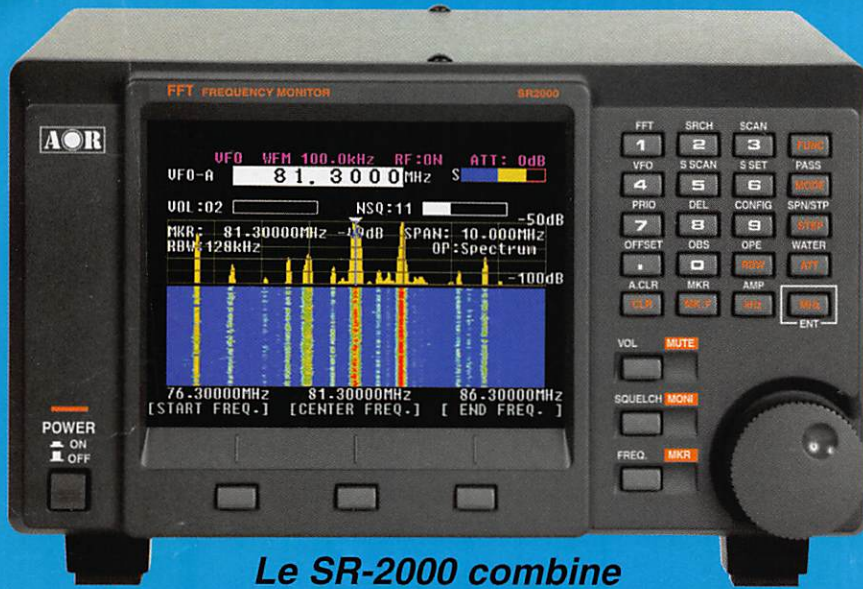 FFT FREQUENCY MONITOR SR2000
AOR
VFO WFM 100.0kHz RF:ON ATT: 0dB
VFO-A 81.3000MHz S
VOL:02 NSQ:11
-50dB
MKR: 81.30000MHz -49dB SPAN: 10.000MHz
RBW:128kHz OP:Spectrum
-100dB
76.30000MHz 81.30000MHz 86.30000MHz
[START FREQ.] [CENTER FREQ.] [ END FREQ. ]
POWER
ON
OFF
FFT SRCH SCAN
1 2 3 FUNC
VFO S SCAN S SET PASS
4 5 6 MODE
PRIO DEL CONFIG SPN/STP
7 8 9 STEP
OFFSET OBS OPE WATER
. 0 RBW ATT
A.CLR MKR AMP
CLR MK.F kHz MHz
ENT
VOL MUTE
SQUELCH MONI
FREQ. MKR
Le SR-2000 combine